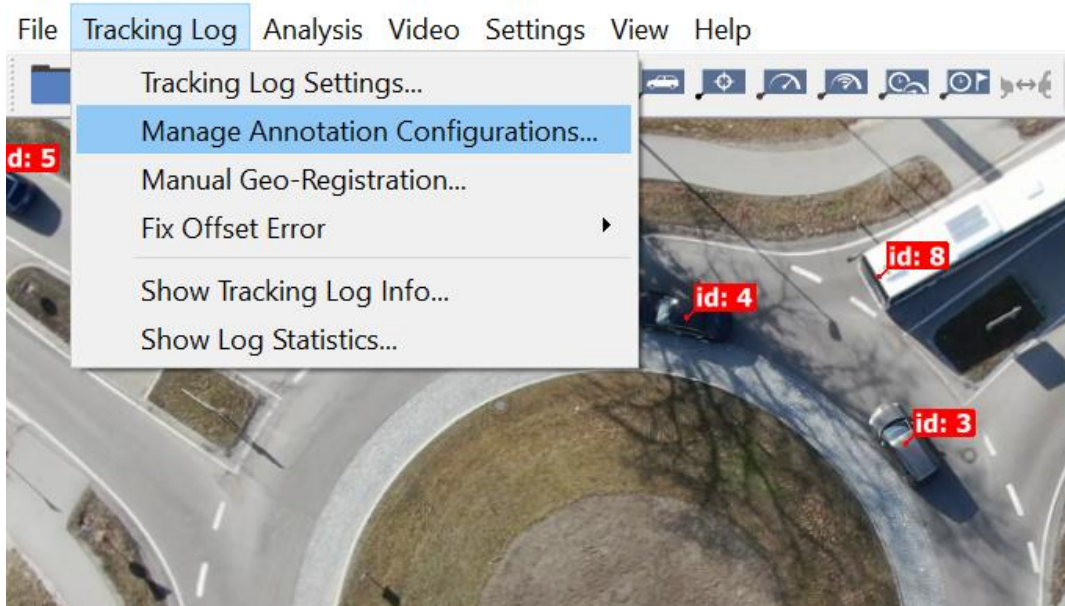 File Tracking Log Analysis Video Settings View Help
Tracking Log Settings...
Manage Annotation Configurations...
d: 5
Manual Geo-Registration...
Fix Offset Error
id: 8
Show Tracking Log Info...
id: 4
Show Log Statistics...
id: 3